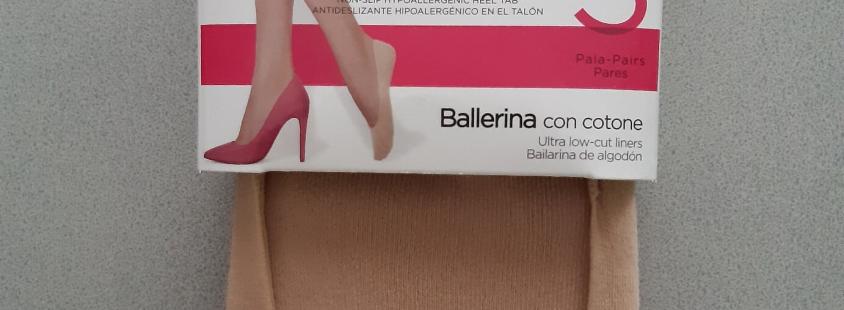 NON-SLIP HYPOALLERGENIC HEEL TAB
ANTIDESLIZANTE HIPOALERGÉNICO EN EL TALÓN
3
Paia-Pairs
Pares
Ballerina con cotone
Ultra low-cut liners
Bailarina de algodón